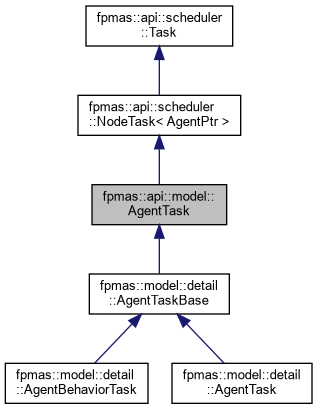 fpmas::api::scheduler
::Task
fpmas::api::scheduler
::NodeTask< AgentPtr >
fpmas::api::model::
AgentTask
fpmas::model::detail
::AgentTaskBase
fpmas::model::detail
::AgentBehaviorTask
fpmas::model::detail
::AgentTask